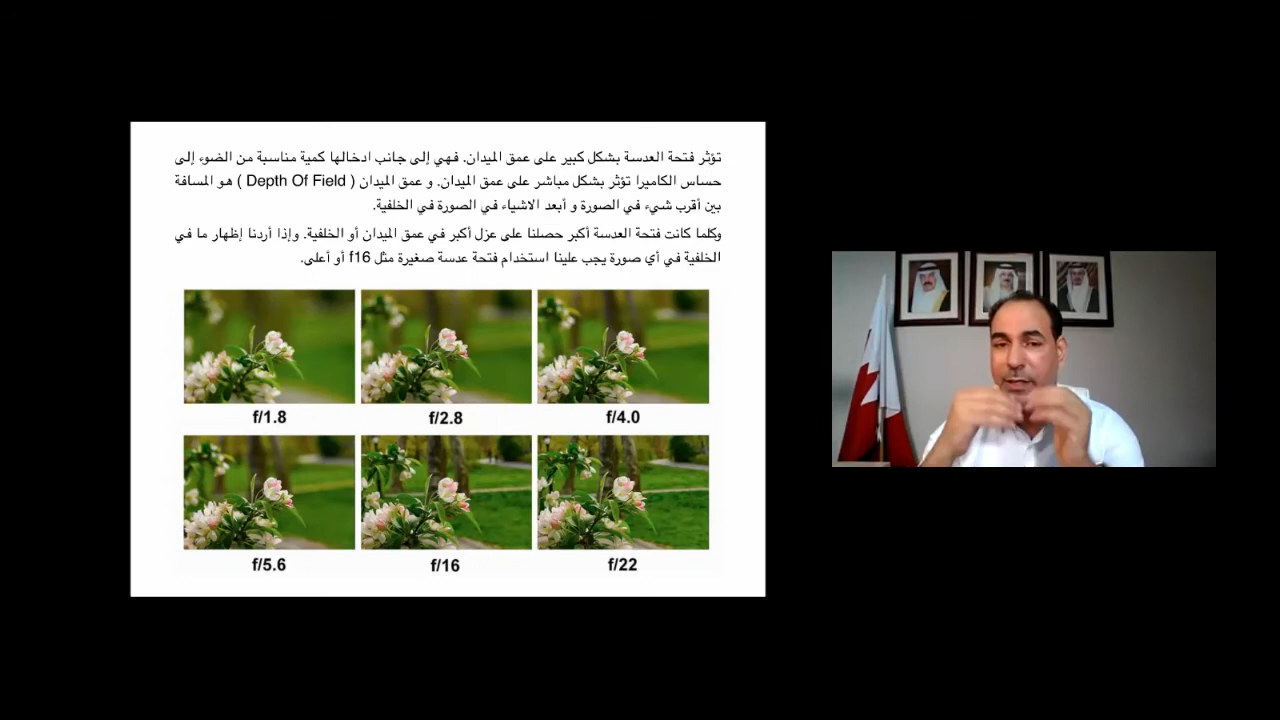 تؤثر فتحة العدسة بشكل كبير على عمق الميدان. فهي إلى جانب ادخالها كمية مناسبة من الضوء إلى
حساس الكاميرا تؤثر بشكل مباشر على عمق الميدان. و عمق الميدان ( Depth Of Field ) هو المسافة
بين أقرب شيء في الصورة و أبعد الاشياء في الصورة في الخلفية.
وكلما كانت فتحة العدسة أكبر حصلنا على عزل أكبر في عمق الميدان أو الخلفية. وإذا أردنا إظهار ما في
الخلفية في أي صورة يجب علينا استخدام فتحة عدسة صغيرة مثل f16 أو أعلى.
f/1.8 f/2.8 f/4.0
f/5.6 f/16 f/22